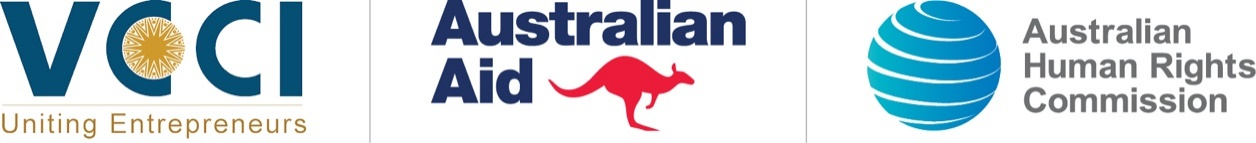 VCCI
Uniting Entrepreneurs
Australian
Aid
Australian
Human Rights
Commission